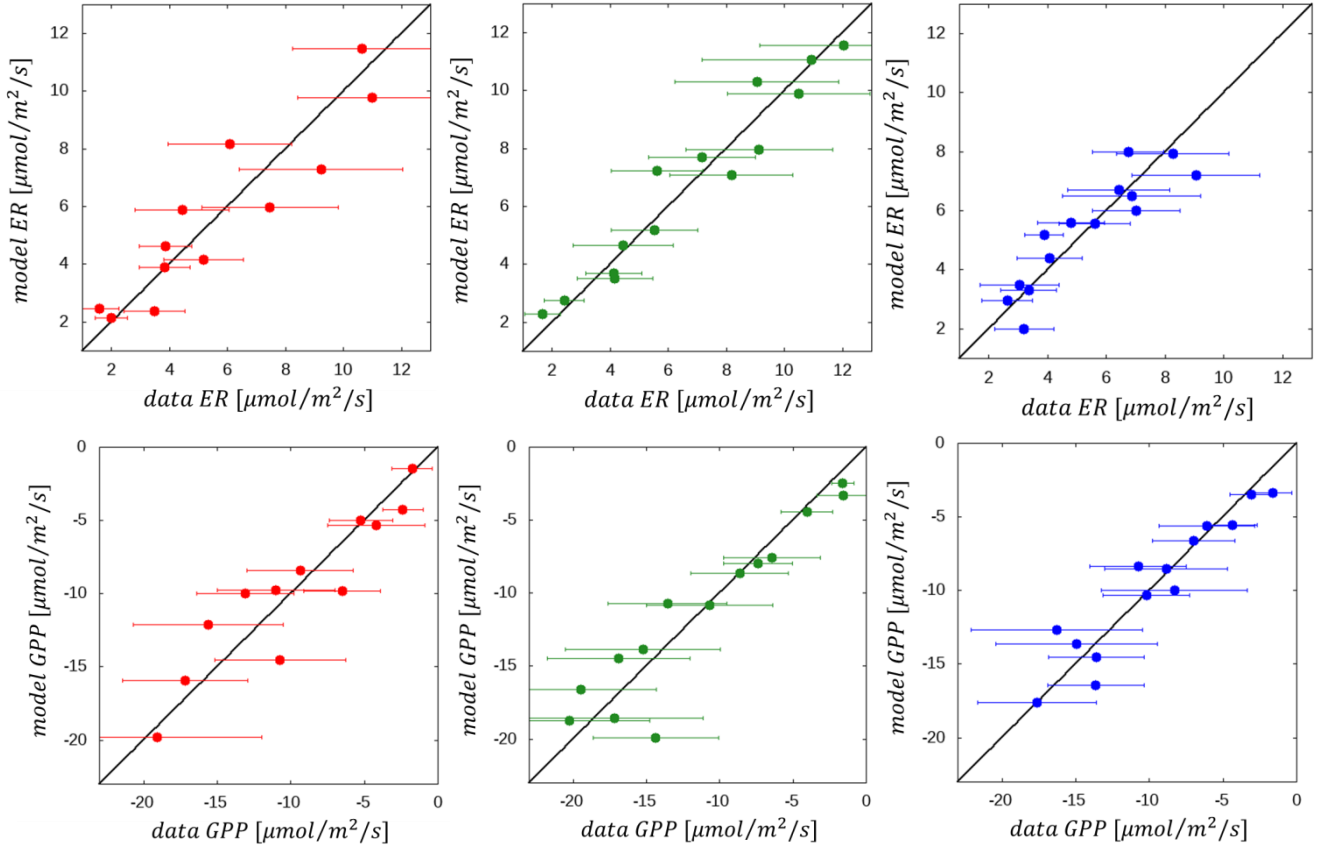 12
10
8
6
4
2
model ER [μmol/m²/s]
2 4 6 8 10 12
data ER [μmol/m²/s]
12
10
8
6
4
2
model ER [μmol/m²/s]
2 4 6 8 10 12
data ER [μmol/m²/s]
12
10
8
6
4
2
model ER [μmol/m²/s]
2 4 6 8 10 12
data ER [μmol/m²/s]
0
-5
-10
-15
-20
model GPP [μmol/m²/s]
-20 -15 -10 -5 0
data GPP [μmol/m²/s]
0
-5
-10
-15
-20
model GPP [μmol/m²/s]
-20 -15 -10 -5 0
data GPP [μmol/m²/s]
0
-5
-10
-15
-20
model GPP [μmol/m²/s]
-20 -15 -10 -5 0
data GPP [μmol/m²/s]